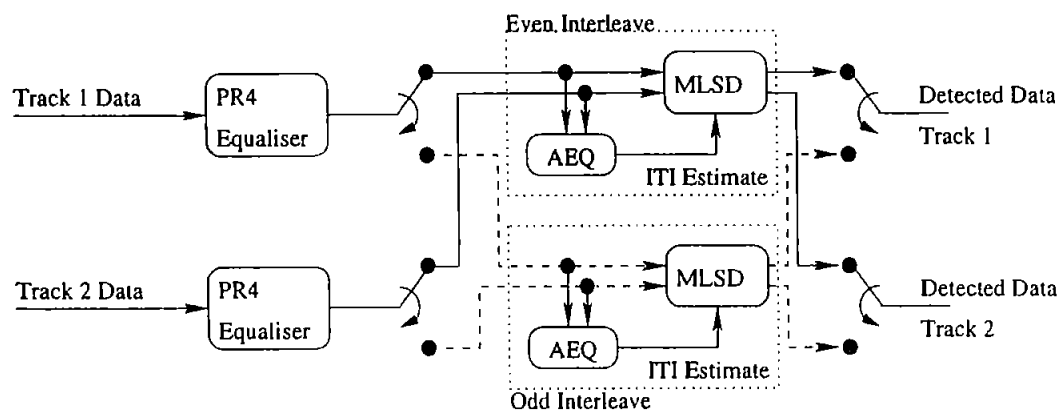 Even Interleave
Track 1 Data
PR4
Equaliser
MLSD
AEQ
ITI Estimate
Detected Data
Track 1
Track 2 Data
PR4
Equaliser
MLSD
AEQ
ITI Estimate
Detected Data
Track 2
Odd Interleave